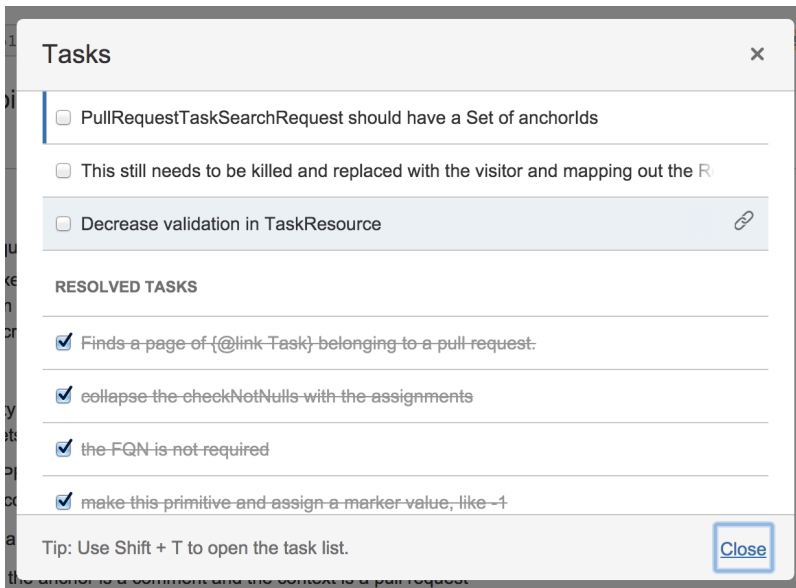 Tasks
PullRequestTaskSearchRequest should have a Set of anchorIds
This still needs to be killed and replaced with the visitor and mapping out the
Decrease validation in TaskResource
RESOLVED TASKS
Finds a page of {@link Task} belonging to a pull request.
collapse the checkNotNulls with the assignments
the FQN is not required
make this primitive and assign a marker value, like -1
Tip: Use Shift + T to open the task list.
Close
the anchor is a comment and the context is a pull request